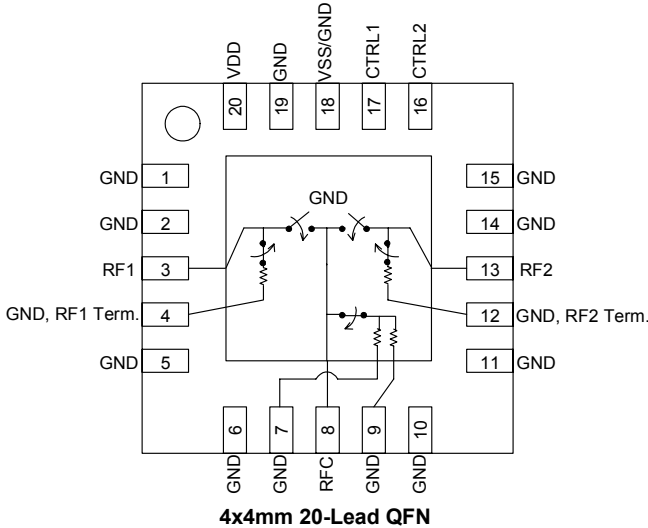 VDD
GND
VSS/GND
CTRL1
CTRL2
20
19
18
17
16
GND 1
15 GND
GND
GND 2
14 GND
RF1 3
13 RF2
GND, RF1 Term. 4
12 GND, RF2 Term.
GND 5
11 GND
6
7
8
9
10
GND
GND
RFC
GND
GND
4x4mm 20-Lead QFN